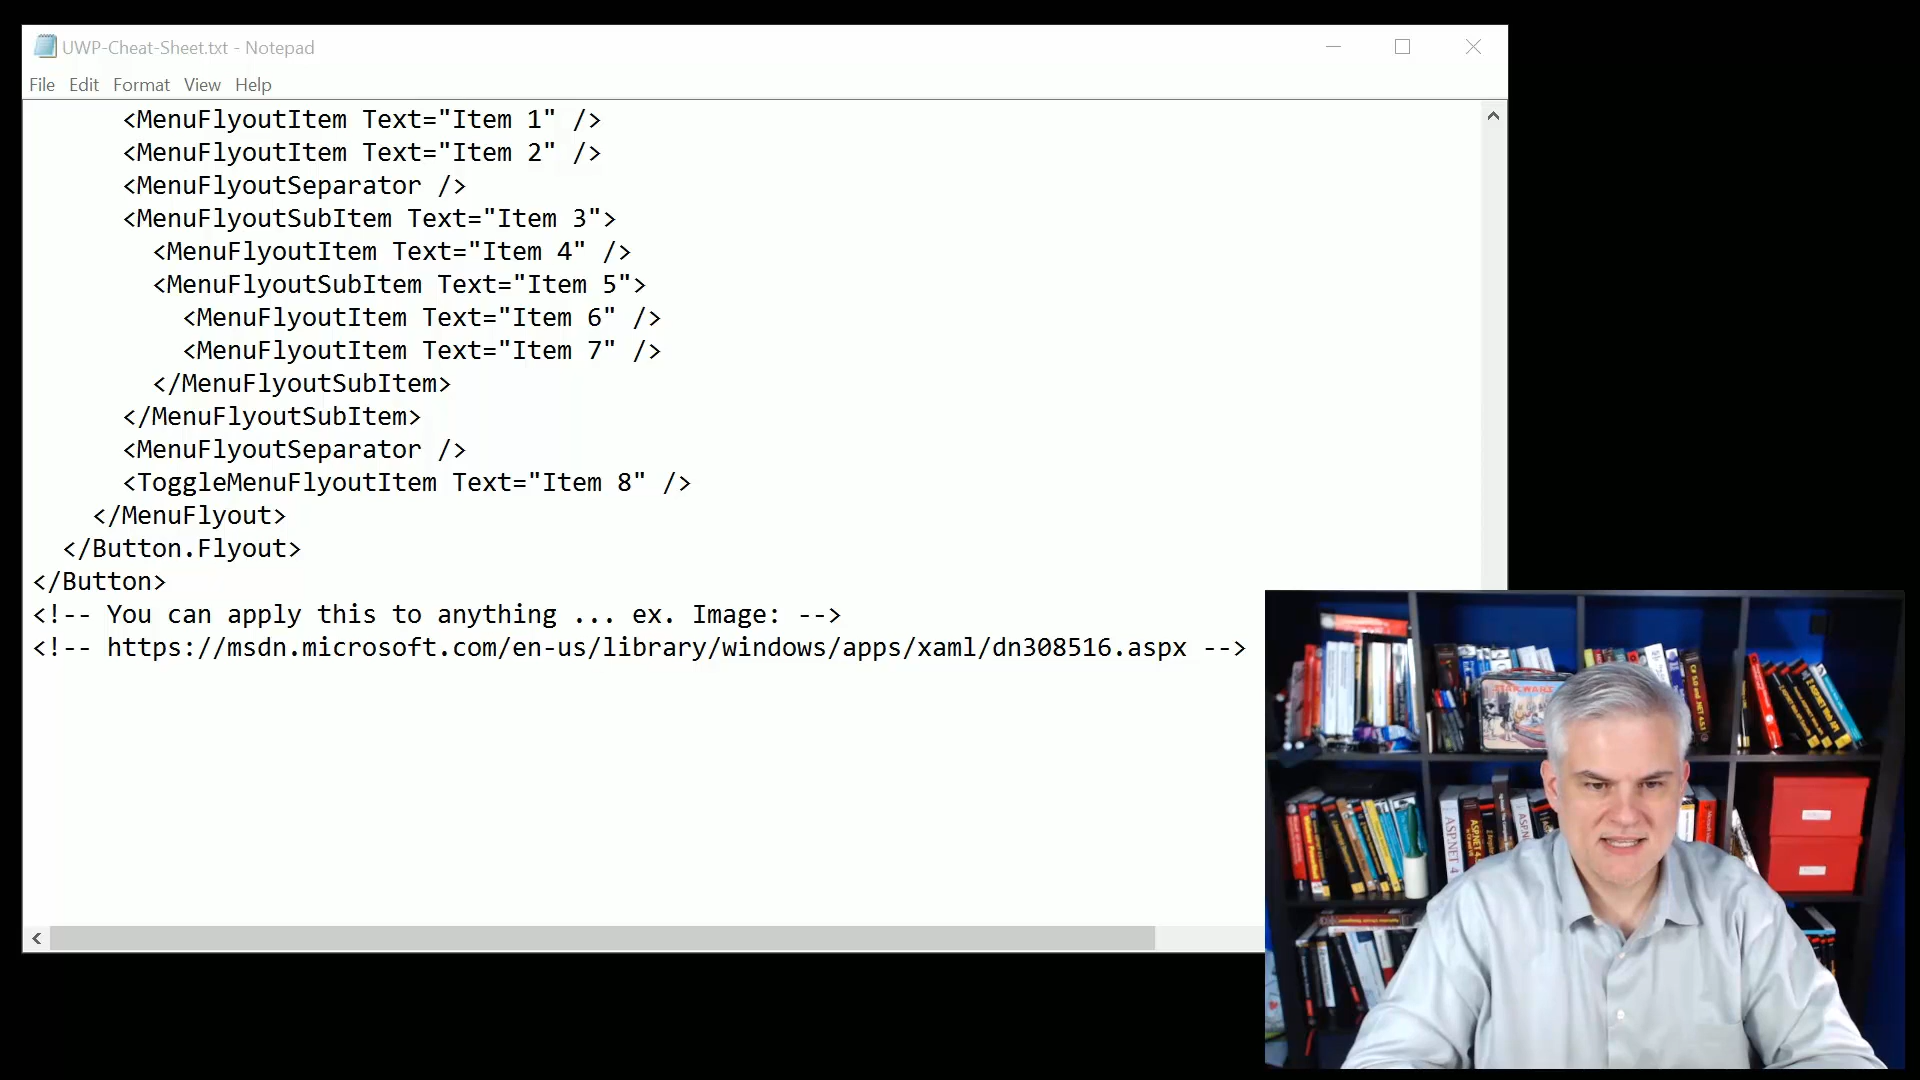 UWP-Cheat-Sheet.txt - Notepad
File Edit Format View Help
<MenuFlyoutItem Text="Item 1" />
<MenuFlyoutItem Text="Item 2" />
<MenuFlyoutSeparator />
<MenuFlyoutSubItem Text="Item 3">
<MenuFlyoutItem Text="Item 4" />
<MenuFlyoutSubItem Text="Item 5">
<MenuFlyoutItem Text="Item 6" />
<MenuFlyoutItem Text="Item 7" />
</MenuFlyoutSubItem>
</MenuFlyoutSubItem>
<MenuFlyoutSeparator />
<ToggleMenuFlyoutItem Text="Item 8" />
</MenuFlyout>
</Button.Flyout>
</Button>
<!-- You can apply this to anything ... ex. Image: -->
<!-- https://msdn.microsoft.com/en-us/library/windows/apps/xaml/dn308516.aspx -->
STAR WARS